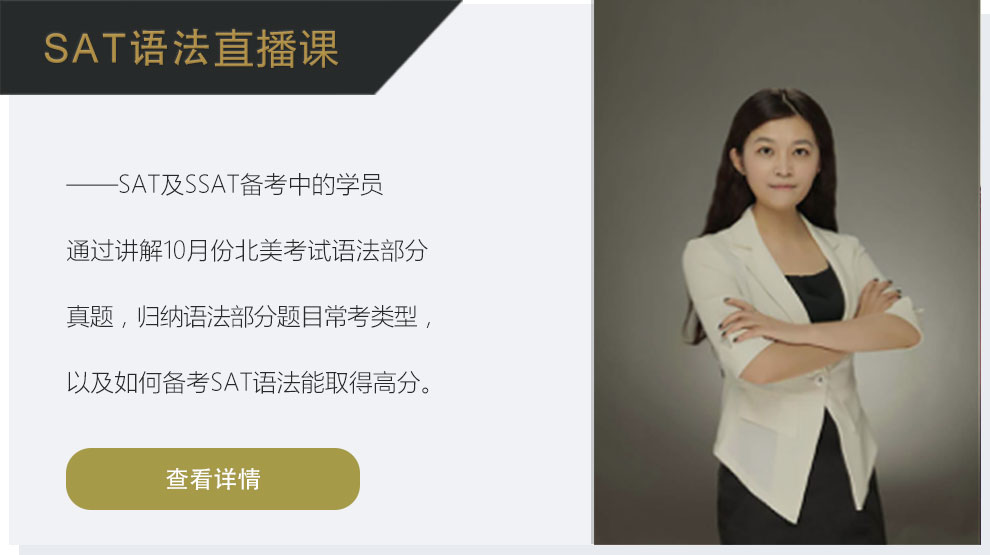 SAT语法直播课
——SAT及SSAT备考中的学员
通过讲解10月份北美考试语法部分
真题，归纳语法部分题目常考类型，
以及如何备考SAT语法能取得高分。
查看详情